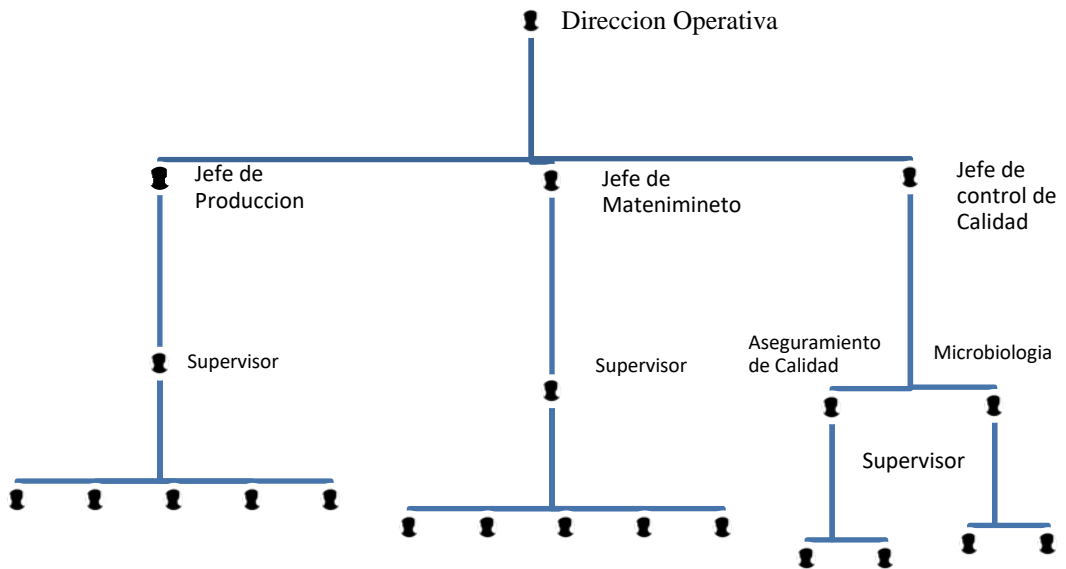 Direccion Operativa
Jefe de
Produccion
Jefe de
Matenimineto
Jefe de
control de
Calidad
Supervisor
Supervisor
Aseguramiento
de Calidad
Microbiologia
Supervisor